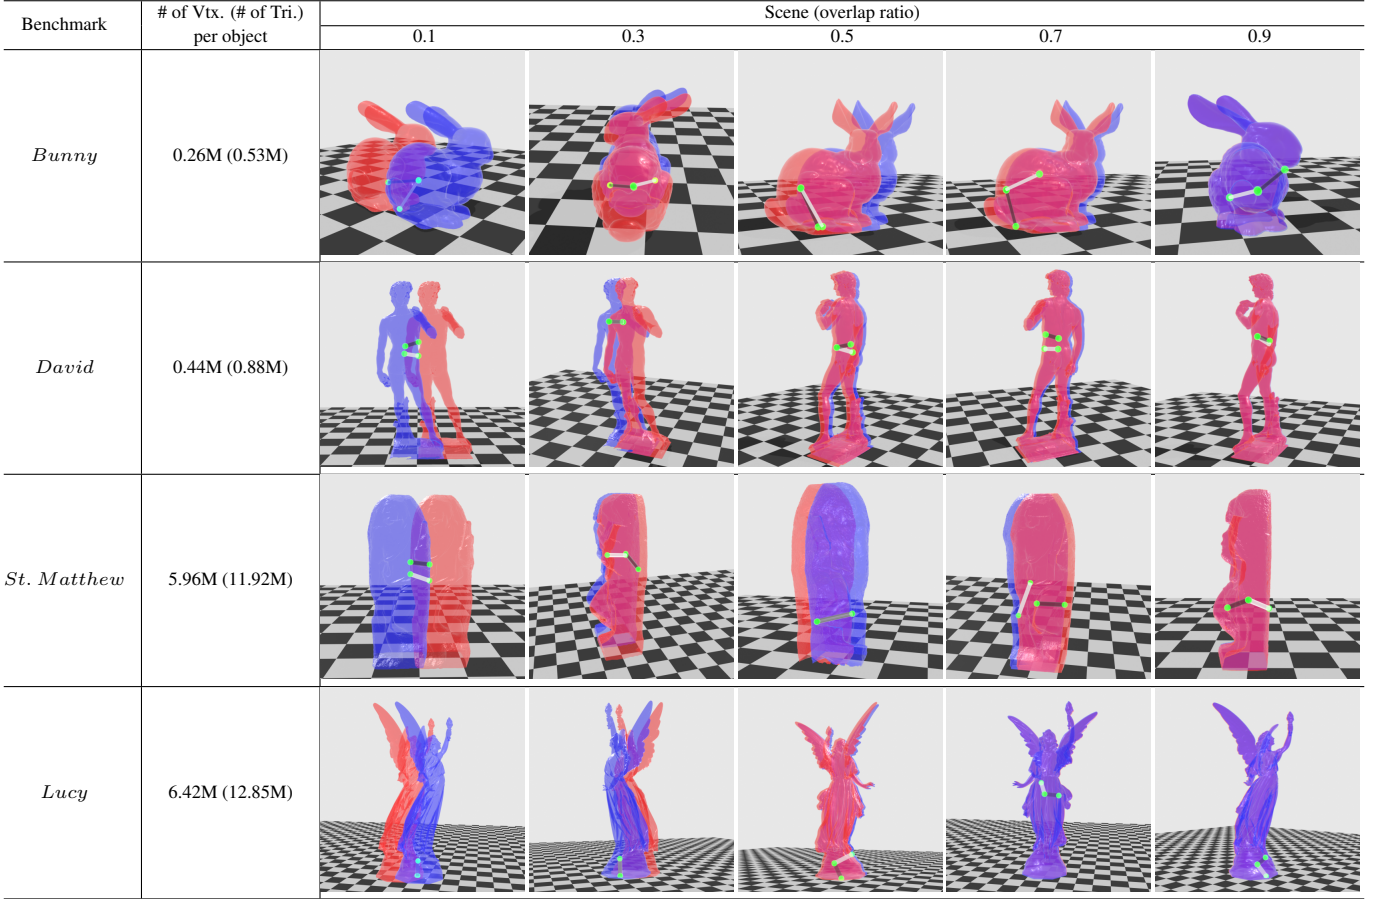 Benchmark
# of Vtx. (# of Tri.)
per object
Scene (overlap ratio)
0.1 0.3 0.5 0.7 0.9
Bunny 0.26M (0.53M)
David 0.44M (0.88M)
St. Matthew 5.96M (11.92M)
Lucy 6.42M (12.85M)